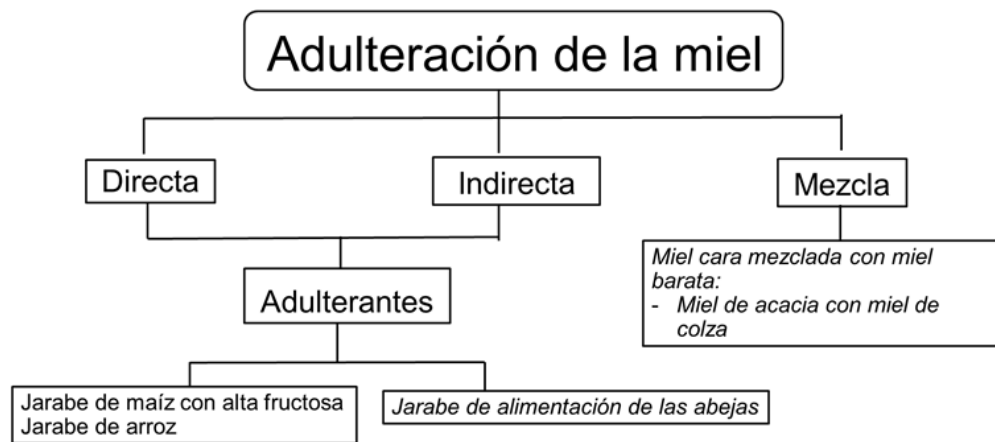 Adulteración de la miel
Directa
Indirecta
Mezcla
Miel cara mezclada con miel
barata:
- Miel de acacia con miel de
colza
Adulterantes
Jarabe de maíz con alta fructosa
Jarabe de arroz
Jarabe de alimentación de las abejas